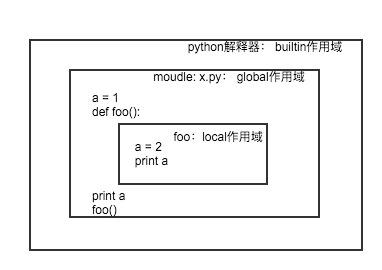 python解释器： builtin作用域
moudle: x.py： global作用域
a = 1
def foo():
foo：local作用域
a = 2
print a
print a
foo()